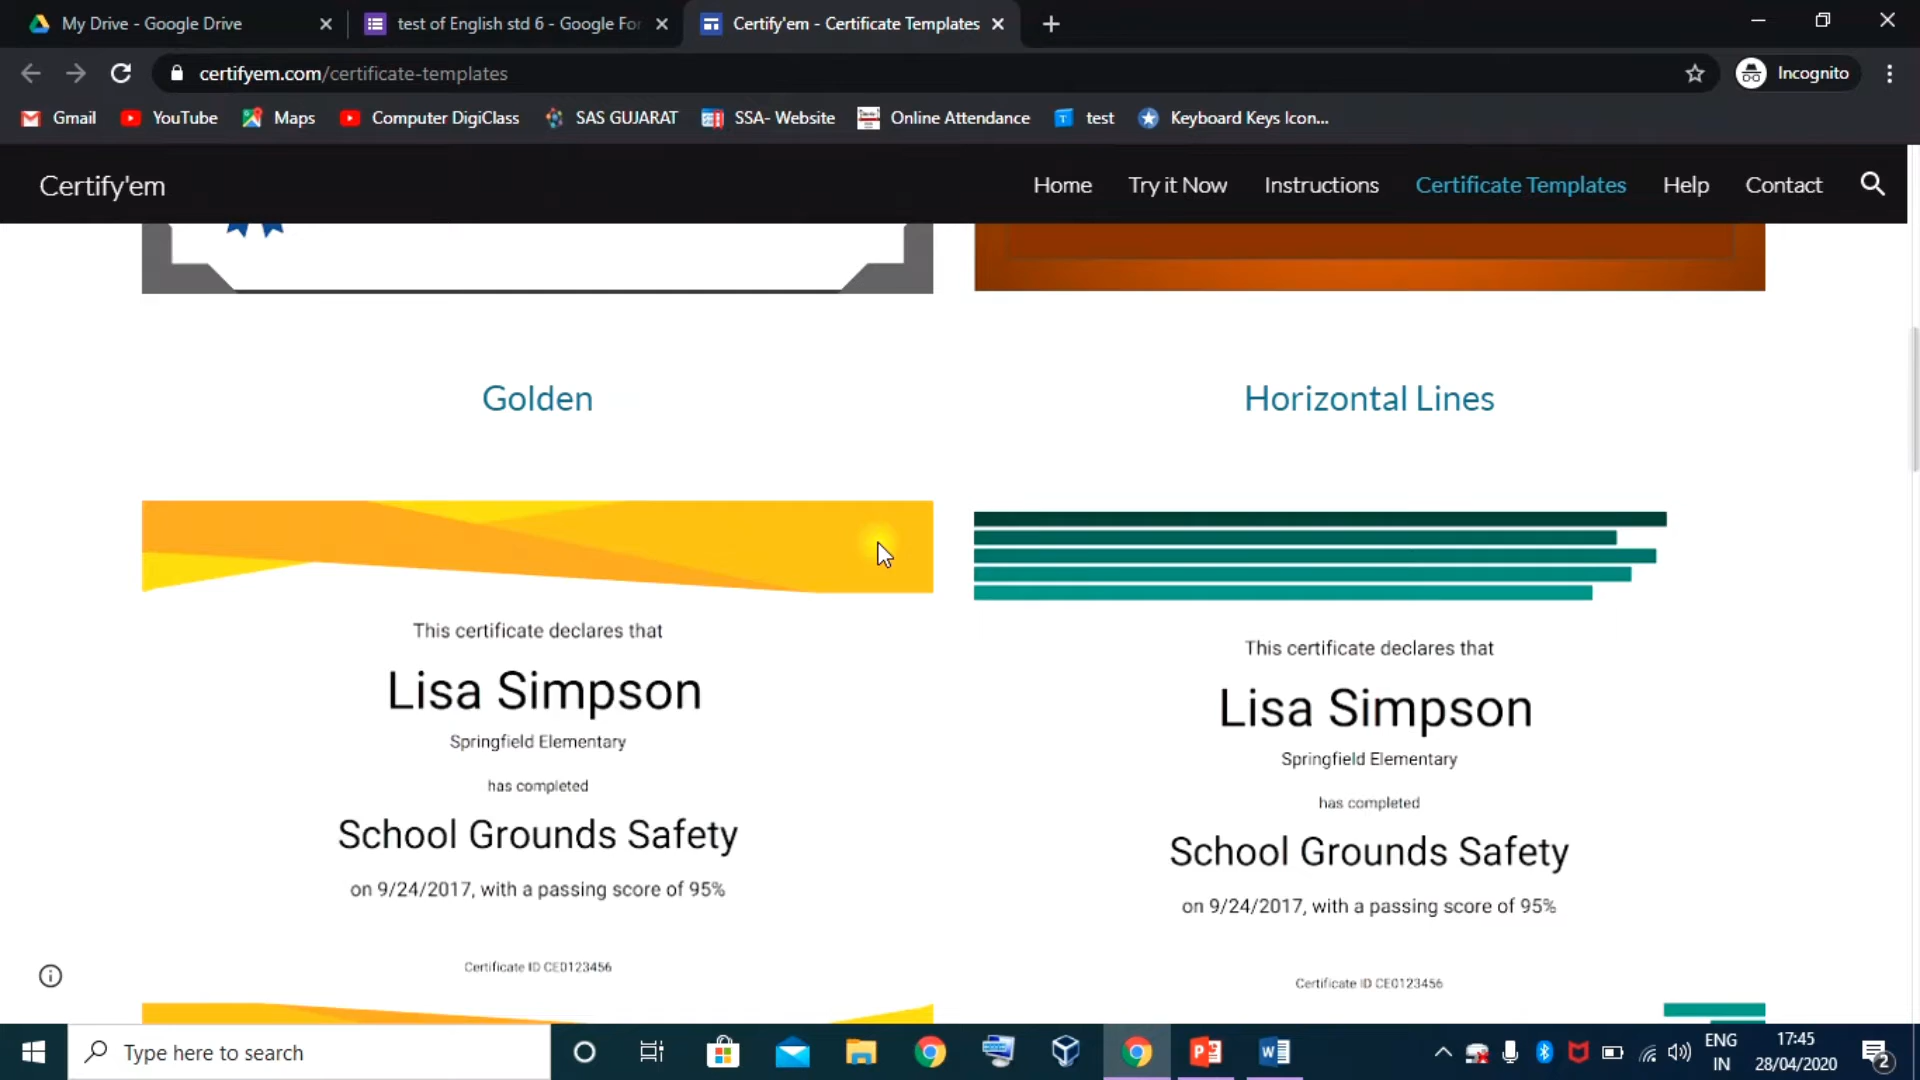 My Drive - Google Drive
test of English std 6 - Google For
Certify'em - Certificate Templates
certifyem.com/certificate-templates
Incognito
Gmail
YouTube
Maps
Computer DigiClass
SAS GUJARAT
SSA- Website
Online Attendance
test
Keyboard Keys Icon...
Certify'em
Home
Try it Now
Instructions
Certificate Templates
Help
Contact
Golden
Horizontal Lines
This certificate declares that
Lisa Simpson
Springfield Elementary
has completed
School Grounds Safety
on 9/24/2017, with a passing score of 95%
Certificate ID CE0123456
This certificate declares that
Lisa Simpson
Springfield Elementary
has completed
School Grounds Safety
on 9/24/2017, with a passing score of 95%
Certificate ID CE0123456
Type here to search
ENG
IN
17:45
28/04/2020
2